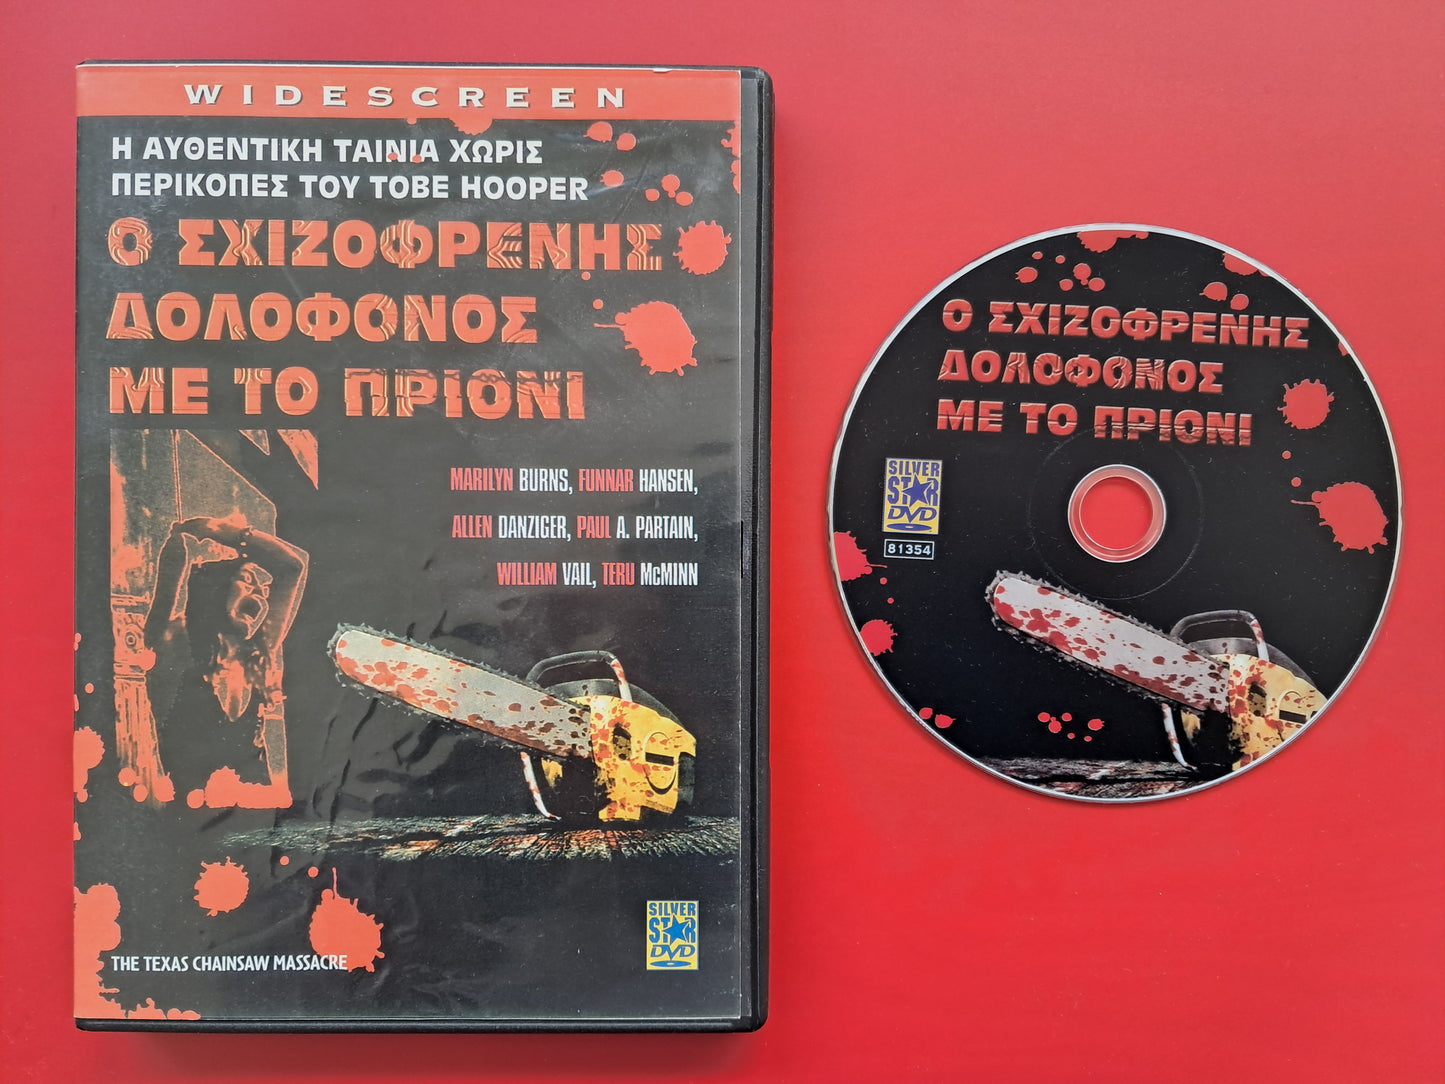 WIDESCREEN
Η ΑΥΘΕΝΤΙΚΗ ΤΑΙΝΙΑ ΧΩΡΙΣ
ΠΕΡΙΚΟΠΕΣ ΤΟΥ TOBE HOOPER
Ο ΣΧΙΖΟΦΡΕΝΗΣ
ΔΟΛΟΦΟΝΟΣ
ΜΕ ΤΟ ΠΡΙΟΝΙ
MARILYN BURNS, FUNNAR HANSEN,
ALLEN DANZIGER, PAUL A. PARTAIN,
WILLIAM VAIL, TERU McMINN
SILVER
STAR
DVD
THE TEXAS CHAINSAW MASSACRE
Ο ΣΧΙΖΟΦΡΕΝΗΣ
ΔΟΛΟΦΟΝΟΣ
ΜΕ ΤΟ ΠΡΙΟΝΙ
SILVER
STAR
DVD
81354